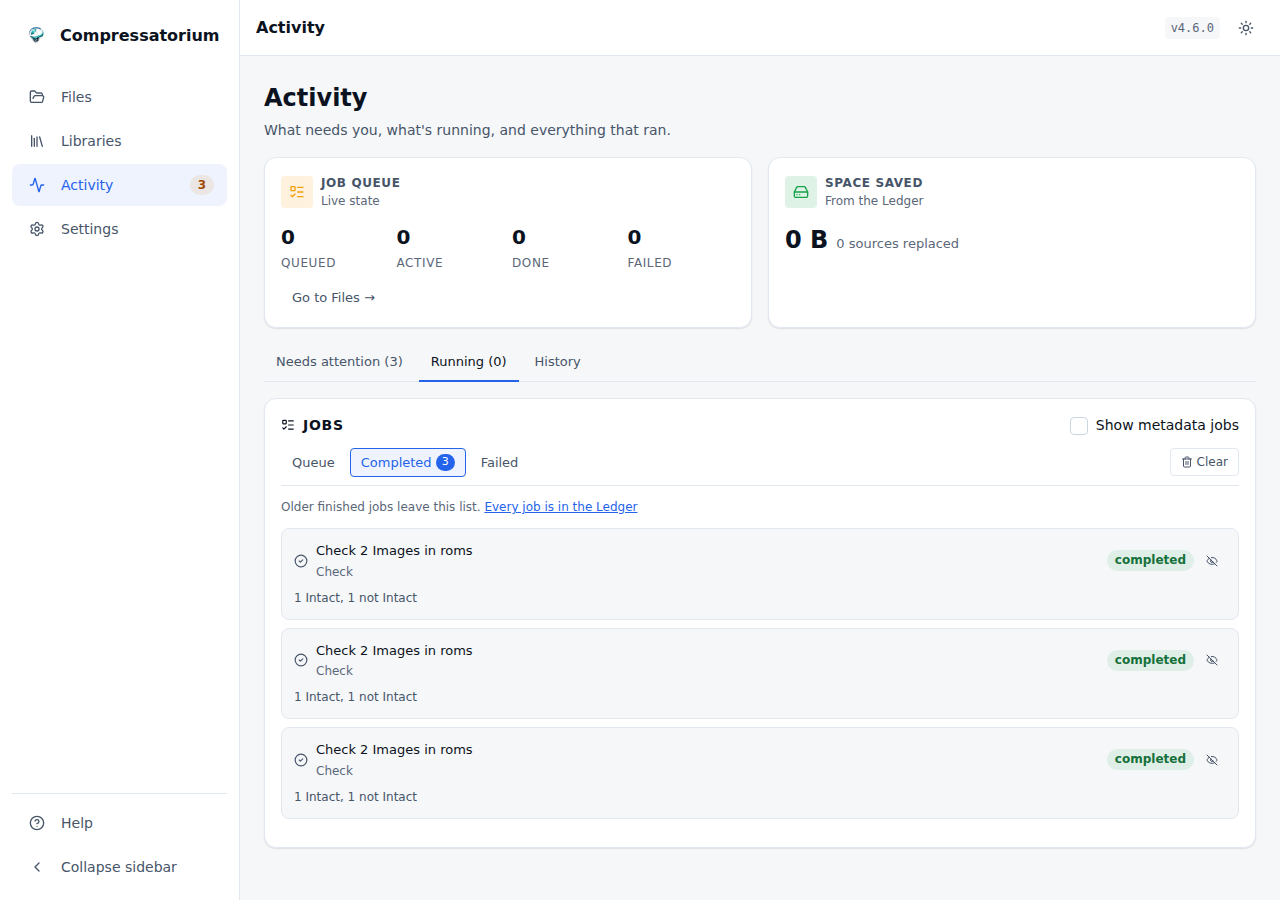 Compressatorium
Files
Libraries
Activity 3
Settings
Help
Collapse sidebar
Activity
v4.6.0
Activity
What needs you, what's running, and everything that ran.
JOB QUEUE
Live state
0 0 0 0
QUEUED ACTIVE DONE FAILED
Go to Files →
SPACE SAVED
From the Ledger
0 B 0 sources replaced
Needs attention (3) Running (0) History
JOBS
Show metadata jobs
Queue Completed 3 Failed
Clear
Older finished jobs leave this list. Every job is in the Ledger
Check 2 Images in roms
Check
completed
1 Intact, 1 not Intact
Check 2 Images in roms
Check
completed
1 Intact, 1 not Intact
Check 2 Images in roms
Check
completed
1 Intact, 1 not Intact